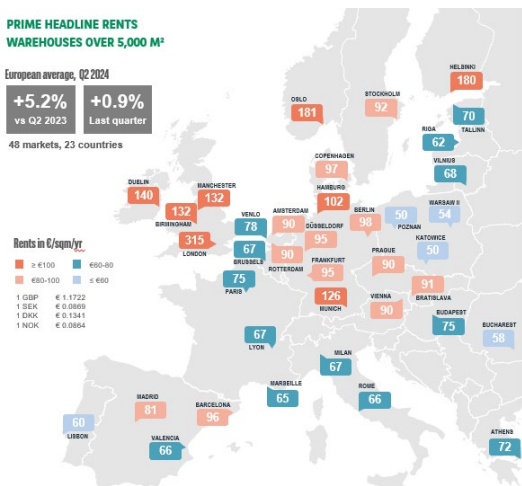 PRIME HEADLINE RENTS
WAREHOUSES OVER 5,000 M²
European average, Q2 2024
+5.2%
vs Q2 2023
+0.9%
Last quarter
48 markets, 23 countries
HELSINKI
180
OSLO
181
STOCKHOLM
92
70
TALLINN
RIGA
62
VILNIUS
68
COPENHAGEN
97
DUBLIN
140
MANCHESTER
132
132
BIRMINGHAM
HAMBURG
102
AMSTERDAM
90
BERLIN
98
WARSAW II
54
50
POZNAN
VENLO
78
DÜSSELDORF
95
KATOWICE
50
315
LONDON
67
BRUSSELS
90
ROTTERDAM
FRANKFURT
95
PRAGUE
90
75
PARIS
126
MUNICH
VIENNA
90
91
BRATISLAVA
BUDAPEST
75
BUCHAREST
58
67
LYON
MILAN
67
MARSEILLE
65
ROME
66
MADRID
81
BARCELONA
96
60
LISBON
VALENCIA
66
ATHENS
72
Rents in €/sqm/yr
≥ €100
€60-80
€80-100
≤ €60
1 GBP € 1.1722
1 SEK € 0.0869
1 DKK € 0.1341
1 NOK € 0.0864